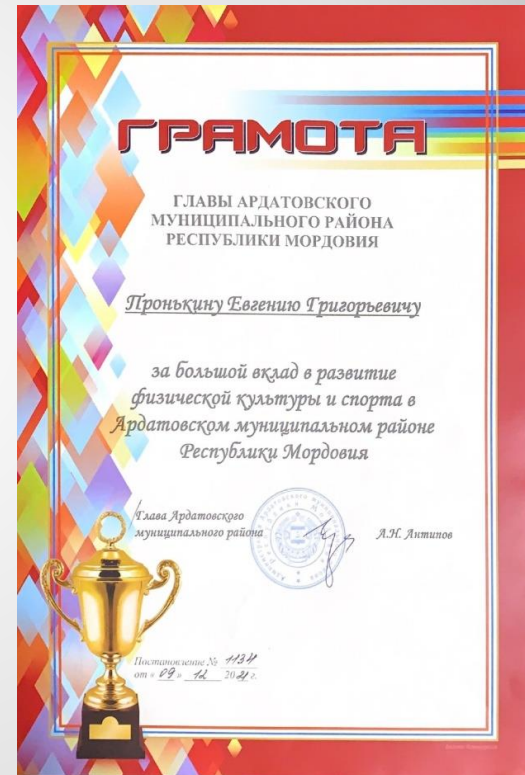 ГРАМОТА
ГЛАВЫ АРДАТОВСКОГО
МУНИЦИПАЛЬНОГО РАЙОНА
РЕСПУБЛИКИ МОРДОВИЯ
Пронькину Евгению Григорьевичу
за большой вклад в развитие
физической культуры и спорта в
Ардатовском муниципальном районе
Республики Мордовия
Глава Ардатовского
муниципального района
А.Н. Антипов
Постановление № 1134
от « 09 » 12 2021 г.